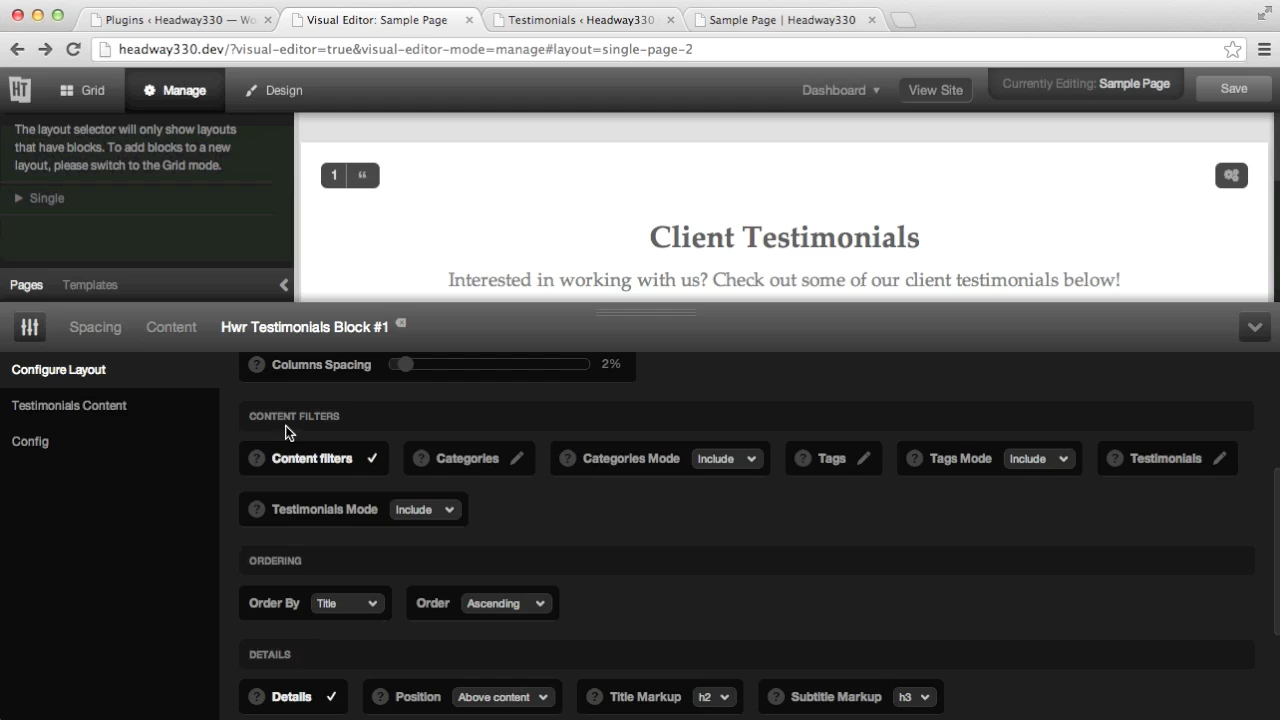 Plugins ‹ Headway330 — Wo
Visual Editor: Sample Page
Testimonials ‹ Headway330
Sample Page | Headway330
headway330.dev/?visual-editor=true&visual-editor-mode=manage#layout=single-page-2
HT
Grid
Manage
Design
Dashboard
View Site
Currently Editing: Sample Page
Save
The layout selector will only show layouts
that have blocks. To add blocks to a new
layout, please switch to the Grid mode.
Single
Pages
Templates
1 “
Client Testimonials
Interested in working with us? Check out some of our client testimonials below!
Spacing
Content
Hwr Testimonials Block #1
Configure Layout
Testimonials Content
Config
? Columns Spacing 2%
CONTENT FILTERS
? Content filters ? Categories ? Categories Mode Include ? Tags ? Tags Mode Include ? Testimonials
? Testimonials Mode Include
ORDERING
Order By Title Order Ascending
DETAILS
? Details ? Position Above content ? Title Markup h2 ? Subtitle Markup h3